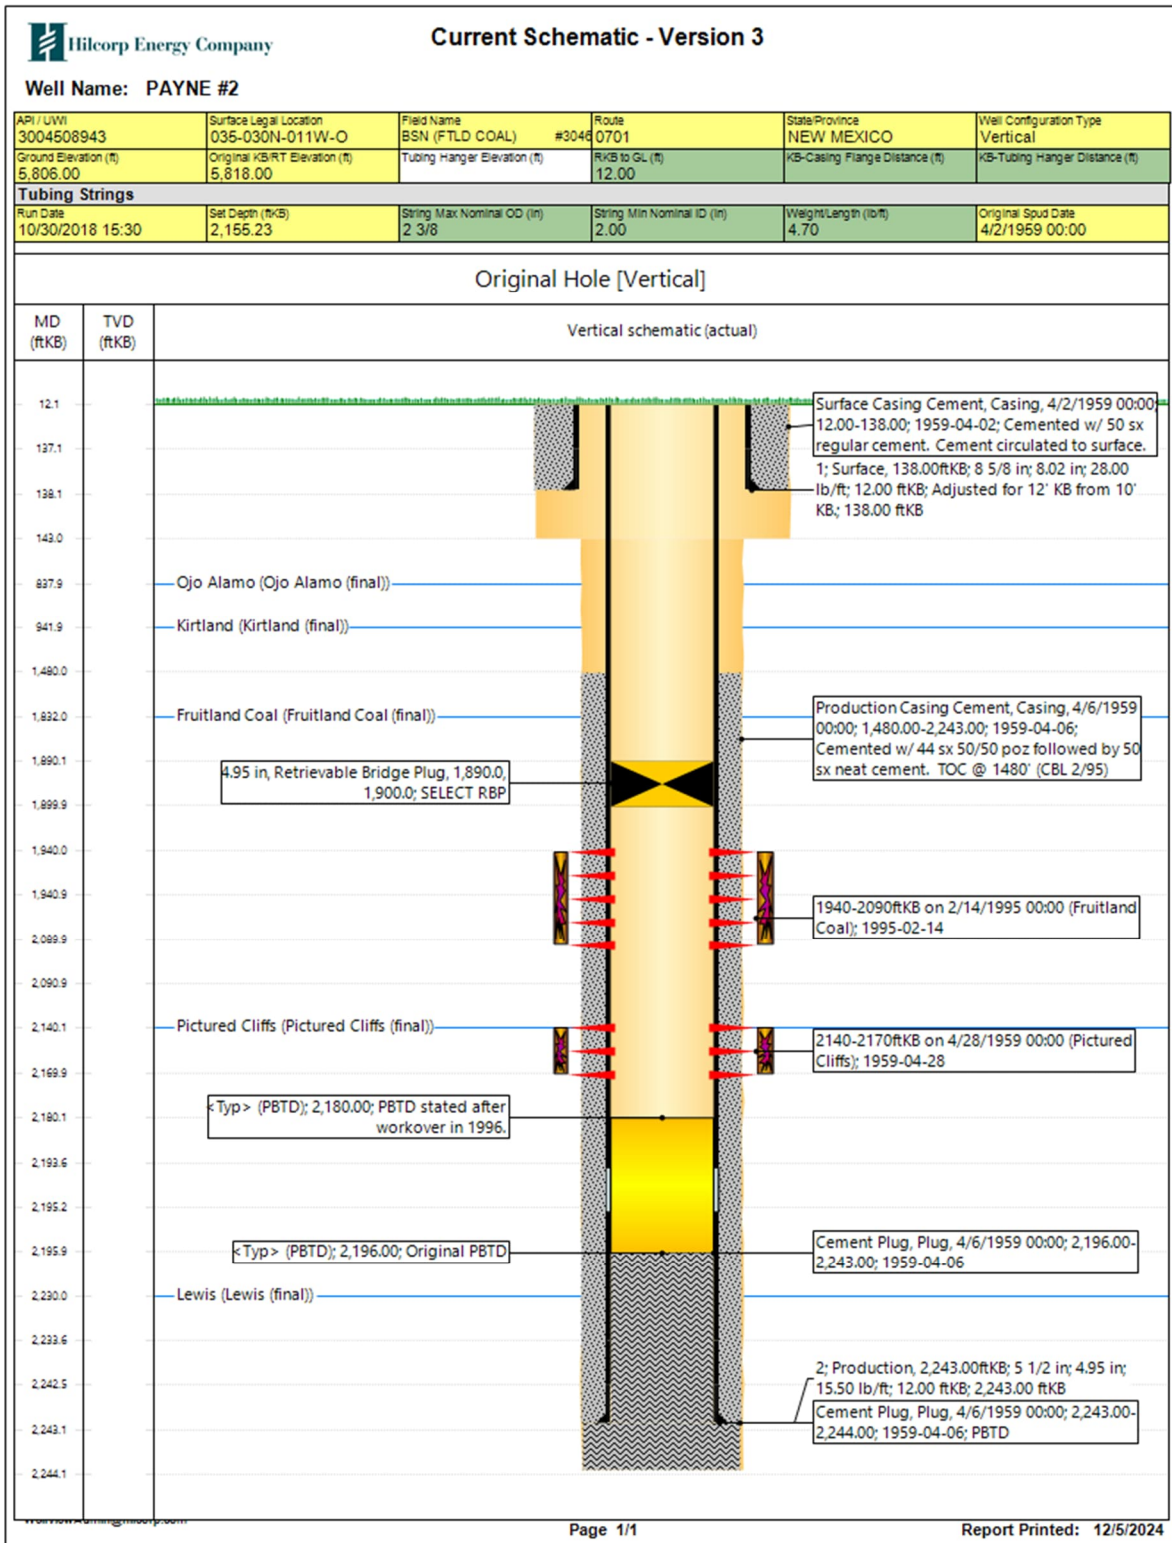 Hilcorp Energy Company
Current Schematic - Version 3
Well Name: PAYNE #2
API / UWI
3004508943
Surface Legal Location
035-030N-011W-O
Field Name
BSN (FTLD COAL) #3046
Route
0701
State/Province
NEW MEXICO
Well Configuration Type
Vertical
Ground Elevation (ft)
5,806.00
Original KB/RT Elevation (ft)
5,818.00
Tubing Hanger Elevation (ft)
RKB to GL (ft)
12.00
KB-Casing Flange Distance (ft)
KB-Tubing Hanger Distance (ft)
Tubing Strings
Run Date
10/30/2018 15:30
Set Depth (ftKB)
2,155.23
String Max Nominal OD (in)
2 3/8
String Min Nominal ID (in)
2.00
Weight/Length (lb/ft)
4.70
Original Spud Date
4/2/1959 00:00
Original Hole [Vertical]
MD
(ftKB)
TVD
(ftKB)
Vertical schematic (actual)
12.1
Surface Casing Cement, Casing, 4/2/1959 00:00;
12.00-138.00; 1959-04-02; Cemented w/ 50 sx
regular cement. Cement circulated to surface.
137.1
1; Surface, 138.00ftKB; 8 5/8 in; 8.02 in; 28.00
lb/ft; 12.00 ftKB; Adjusted for 12' KB from 10'
KB.; 138.00 ftKB
138.1
143.0
837.9
Ojo Alamo (Ojo Alamo (final))
941.9
Kirtland (Kirtland (final))
1,480.0
1,832.0
Fruitland Coal (Fruitland Coal (final))
Production Casing Cement, Casing, 4/6/1959
00:00; 1,480.00-2,243.00; 1959-04-06;
Cemented w/ 44 sx 50/50 poz followed by 50
sx neat cement. TOC @ 1480' (CBL 2/95)
1,890.1
4.95 in, Retrievable Bridge Plug, 1,890.0,
1,900.0; SELECT RBP
1,899.9
1,940.0
1,940.9
1940-2090ftKB on 2/14/1995 00:00 (Fruitland
Coal); 1995-02-14
2,089.9
2,090.9
2,140.1
Pictured Cliffs (Pictured Cliffs (final))
2140-2170ftKB on 4/28/1959 00:00 (Pictured
Cliffs); 1959-04-28
2,169.9
<Typ> (PBTD); 2,180.00; PBTD stated after
workover in 1996.
2,180.1
2,193.6
2,195.2
2,195.9
<Typ> (PBTD); 2,196.00; Original PBTD
Cement Plug, Plug, 4/6/1959 00:00; 2,196.00-
2,243.00; 1959-04-06
2,230.0
Lewis (Lewis (final))
2,233.6
2,242.5
2; Production, 2,243.00ftKB; 5 1/2 in; 4.95 in;
15.50 lb/ft; 12.00 ftKB; 2,243.00 ftKB
2,243.1
Cement Plug, Plug, 4/6/1959 00:00; 2,243.00-
2,244.00; 1959-04-06; PBTD
2,244.1
Page 1/1
Report Printed: 12/5/2024